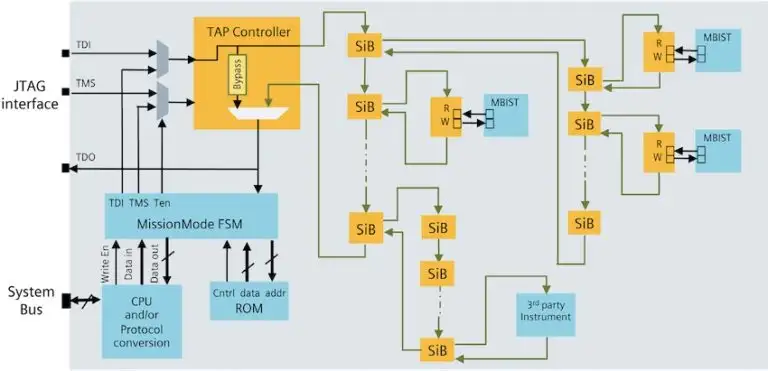 JTAG
interface
TDI
TMS
TDO
TAP Controller
Bypass
TDI TMS Ten
MissionMode FSM
Write En
Data in
Data out
System
Bus
CPU
and/or
Protocol
conversion
Cntrl data addr
ROM
SiB
SiB
SiB
SiB
SiB
SiB
R
W
MBIST
SiB
SiB
SiB
R
W
MBIST
R
W
MBIST
3rd party
Instrument